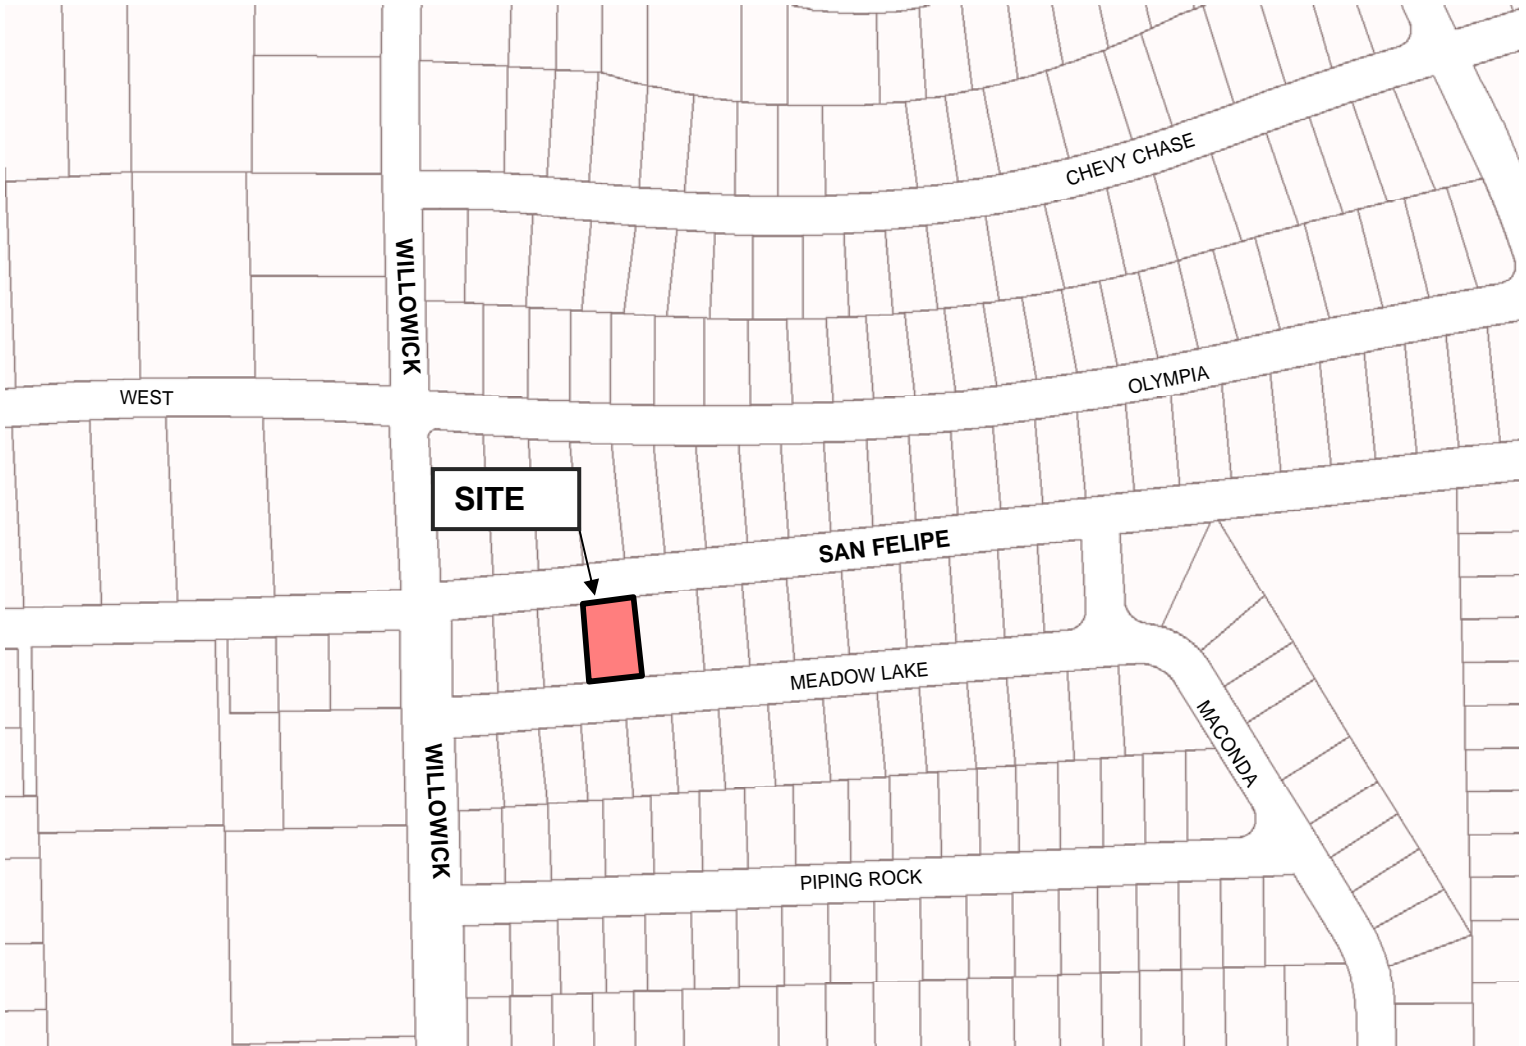 CHEVY CHASE
WILLOWICK
WEST
OLYMPIA
SITE
SAN FELIPE
MEADOW LAKE
MACONDA
WILLOWICK
PIPING ROCK